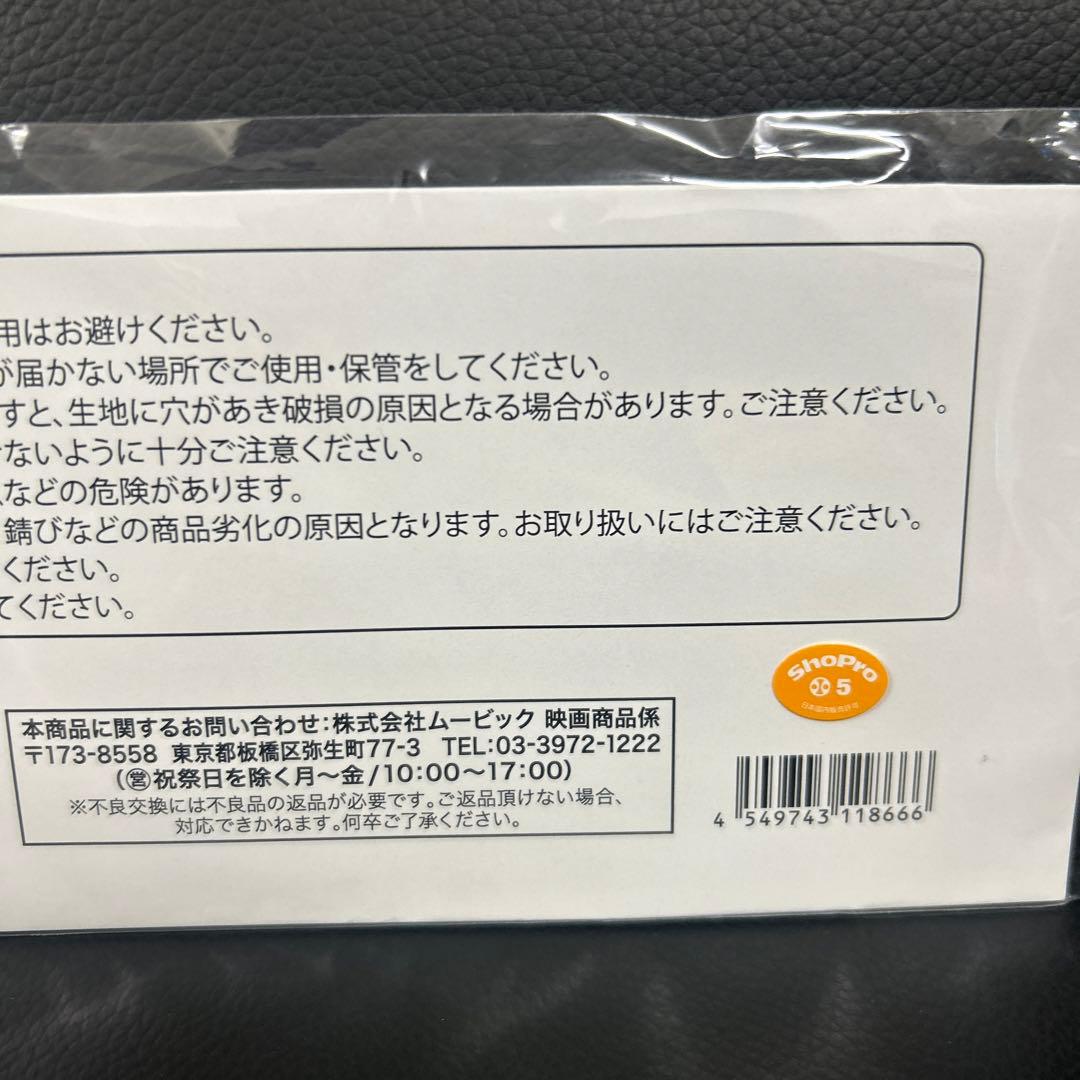 用はお避けください。
が届かない場所でご使用・保管をしてください。
すと、生地に穴があき破損の原因となる場合があります。ご注意ください。
ないように十分ご注意ください。
などの危険があります。
錆びなどの商品劣化の原因となります。お取り扱いにはご注意ください。
ください。
てください。
ShoPro
小 5
日本国内販売許可
本商品に関するお問い合わせ:株式会社ムービック 映画商品係
〒173-8558 東京都板橋区弥生町77-3 TEL:03-3972-1222
(㊡祝祭日を除く月〜金/10:00〜17:00)
※不良交換には不良品の返品が必要です。ご返品頂けない場合、
対応できかねます。何卒ご了承ください。
4 549743 118666